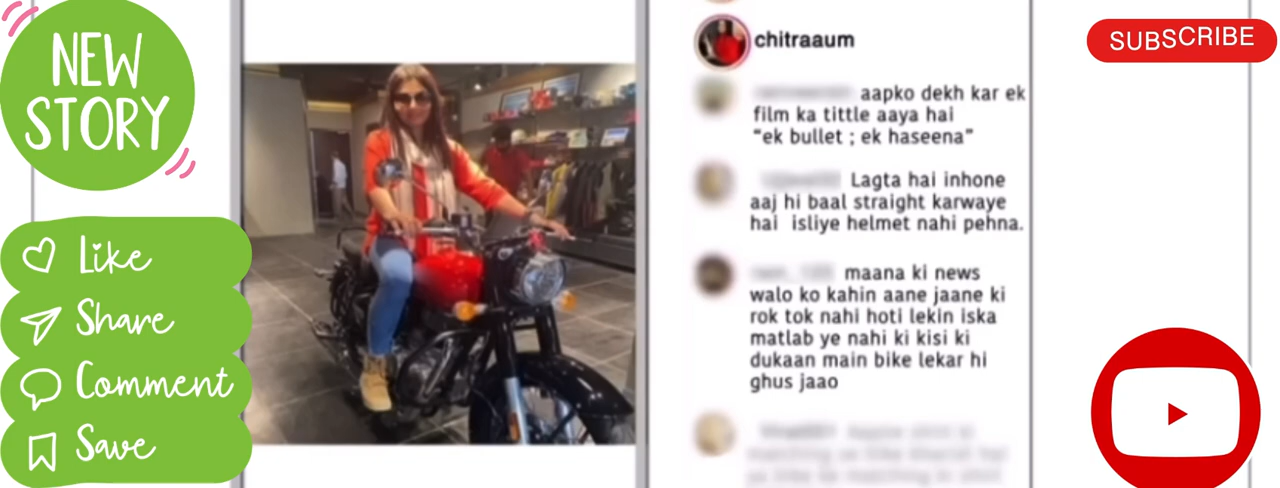 NEW
STORY
Like
Share
Comment
Save
chitraaum
aapko dekh kar ek
film ka tittle aaya hai
"ek bullet ; ek haseena"
Lagta hai inhone
aaj hi baal straight karwaye
hai isliye helmet nahi pehna.
maana ki news
walo ko kahin aane jaane ki
rok tok nahi hoti lekin iska
matlab ye nahi ki kisi ki
dukaan main bike lekar hi
ghus jaao
SUBSCRIBE